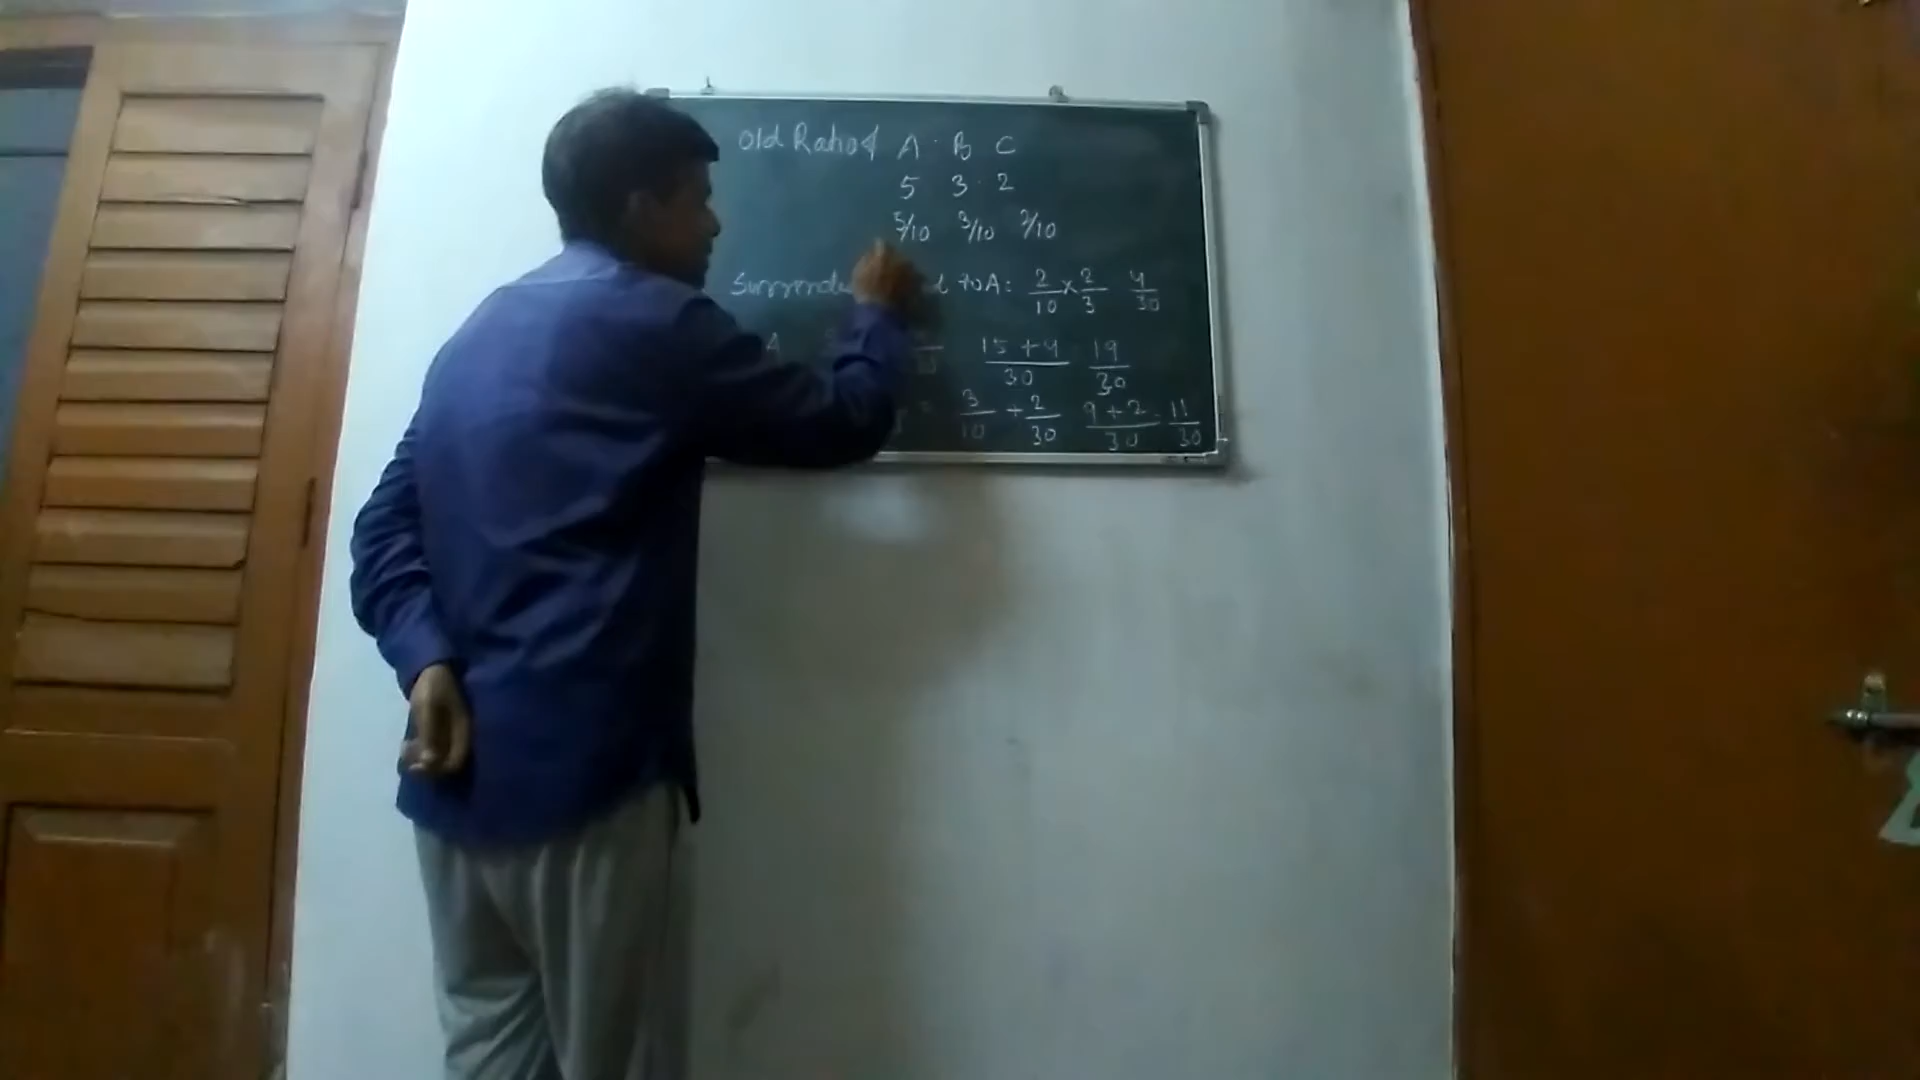 Old Ratio of A : B C
5 3 : 2
5/10 3/10 2/10
to A : 2/10 × 2/3 4/30
A 15 + 4/30 19/30
= 3/10 + 2/30 9 + 2/30 = 11/30